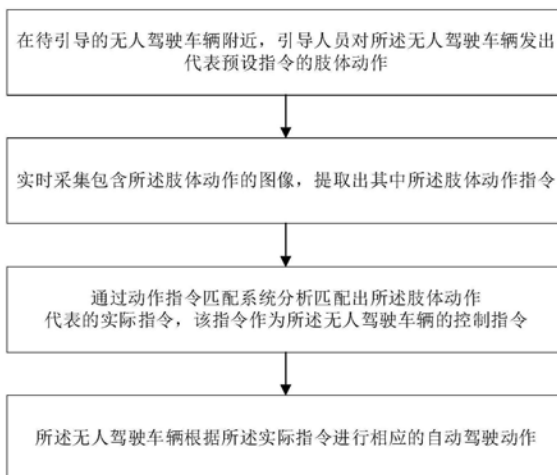 在待引导的无人驾驶车辆附近，引导人员对所述无人驾驶车辆发出
代表预设指令的肢体动作
实时采集包含所述肢体动作的图像，提取出其中所述肢体动作指令
通过动作指令匹配系统分析匹配出所述肢体动作
代表的实际指令，该指令作为所述无人驾驶车辆的控制指令
所述无人驾驶车辆根据所述实际指令进行相应的自动驾驶动作